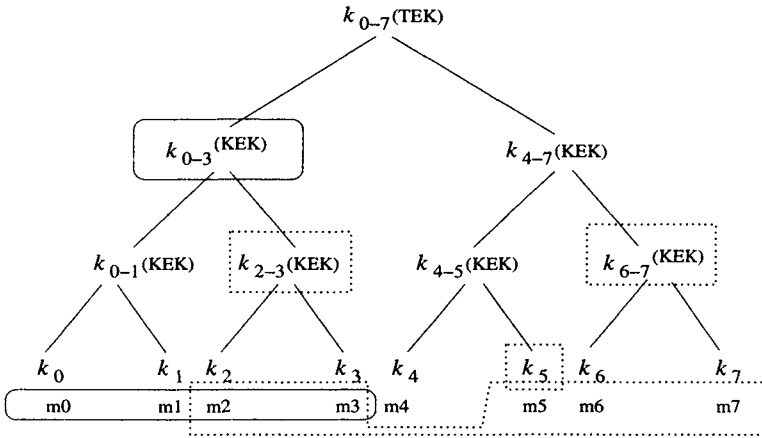 k 0–7 (TEK)
k 0–3 (KEK) k 4–7 (KEK)
k 0–1 (KEK) k 2–3 (KEK) k 4–5 (KEK) k 6–7 (KEK)
k 0 k 1 k 2 k 3 k 4 k 5 k 6 k 7
m0 m1 m2 m3 m4 m5 m6 m7